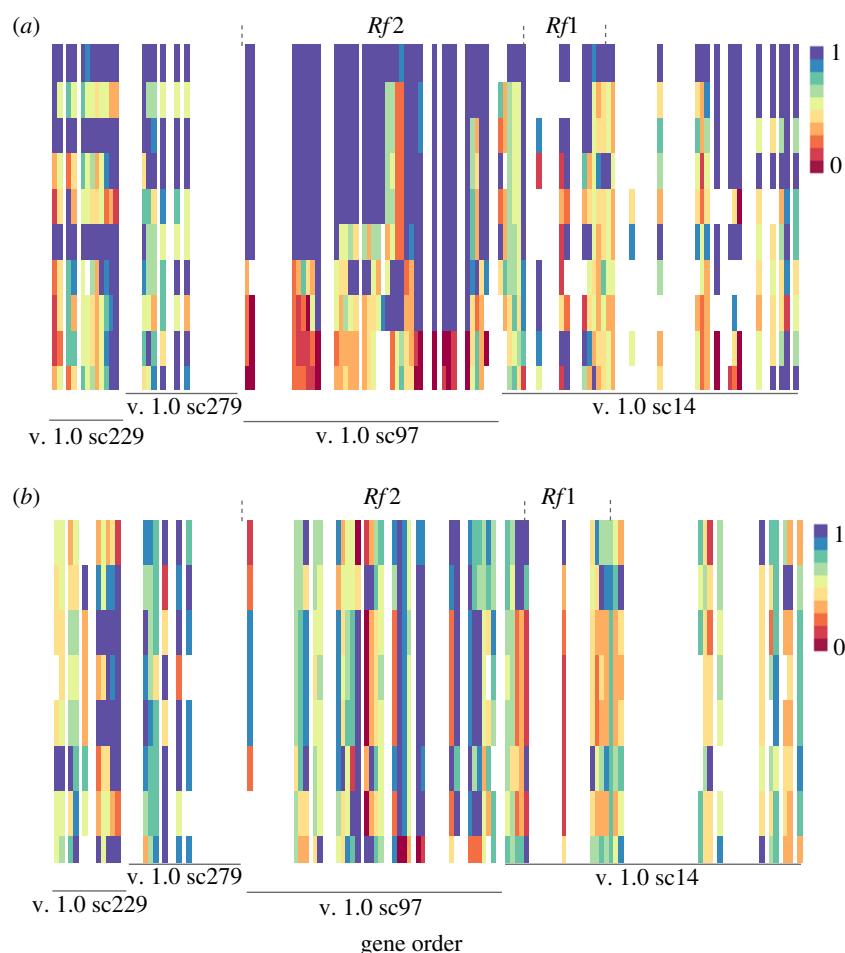 (a)
Rf2
Rf1
1
0
v. 1.0 sc279
v. 1.0 sc14
v. 1.0 sc229
v. 1.0 sc97
(b)
Rf2
Rf1
1
0
v. 1.0 sc279
v. 1.0 sc14
v. 1.0 sc229
v. 1.0 sc97
gene order